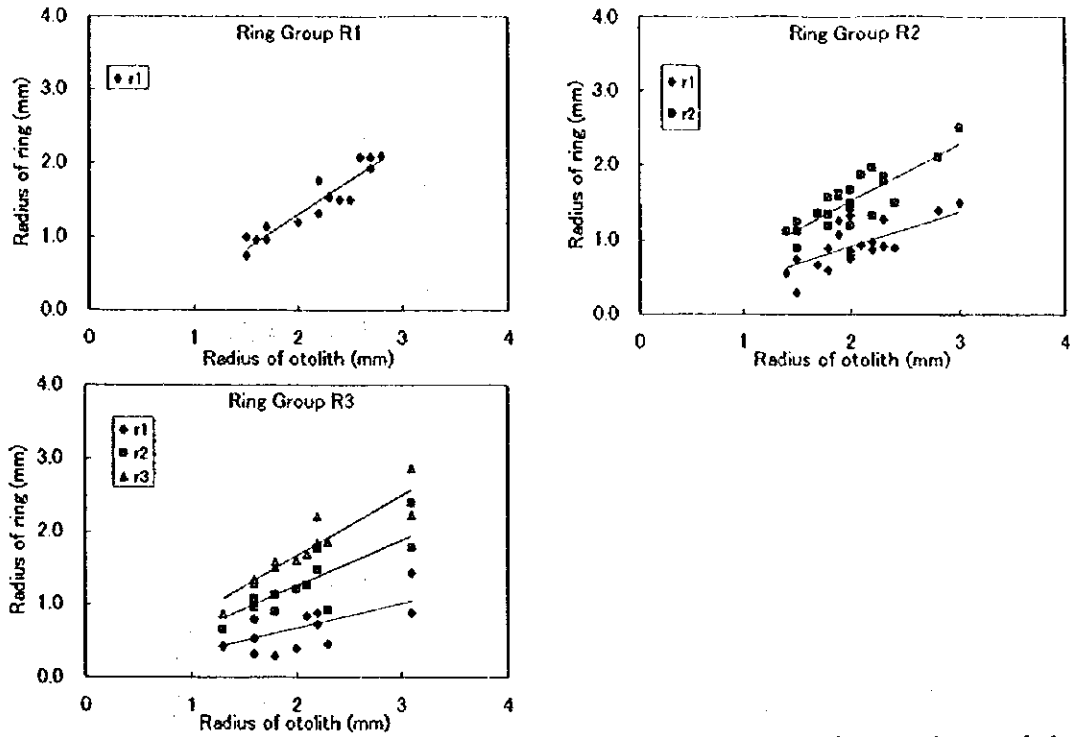 Ring Group R1
r1
4.0
3.0
2.0
1.0
0.0
Radius of ring (mm)
0 1 2 3 4
Radius of otolith (mm)
Ring Group R2
r1
r2
4.0
3.0
2.0
1.0
0.0
Radius of ring (mm)
0 1 2 3 4
Radius of otolith (mm)
Ring Group R3
r1
r2
r3
4.0
3.0
2.0
1.0
0.0
Radius of ring (mm)
0 1 2 3 4
Radius of otolith (mm)